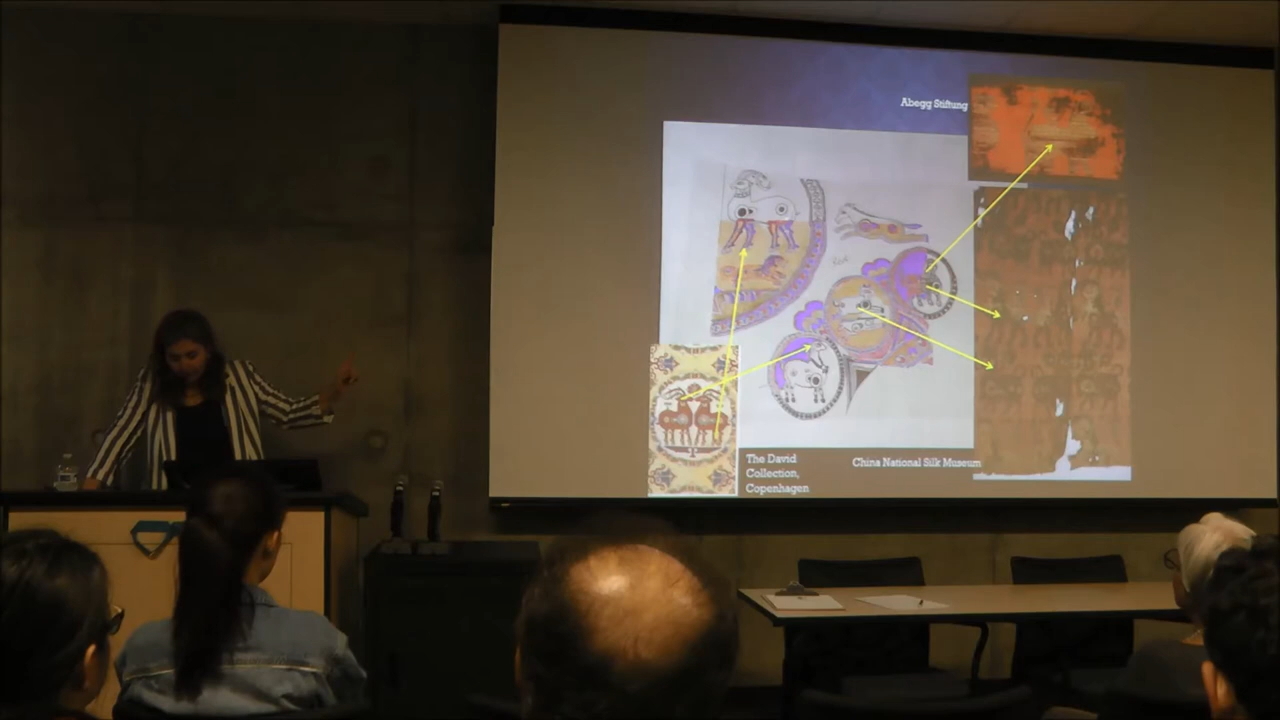 Abegg Stiftung
The David
Collection,
Copenhagen
China National Silk Museum